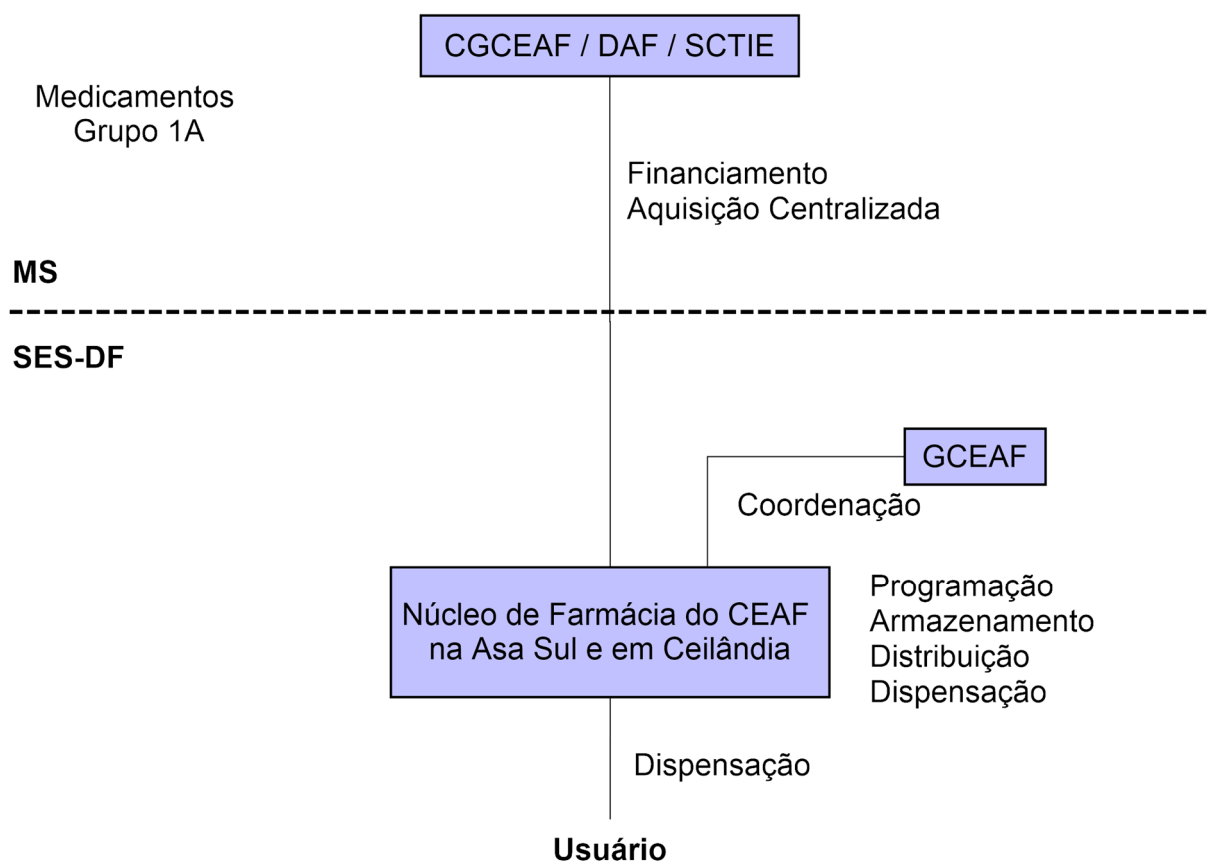 CGCEAF / DAF / SCTIE
Medicamentos
Grupo 1A
Financiamento
Aquisição Centralizada
MS
SES-DF
GCEAF
Coordenação
Núcleo de Farmácia do CEAF
na Asa Sul e em Ceilândia
Programação
Armazenamento
Distribuição
Dispensação
Dispensação
Usuário